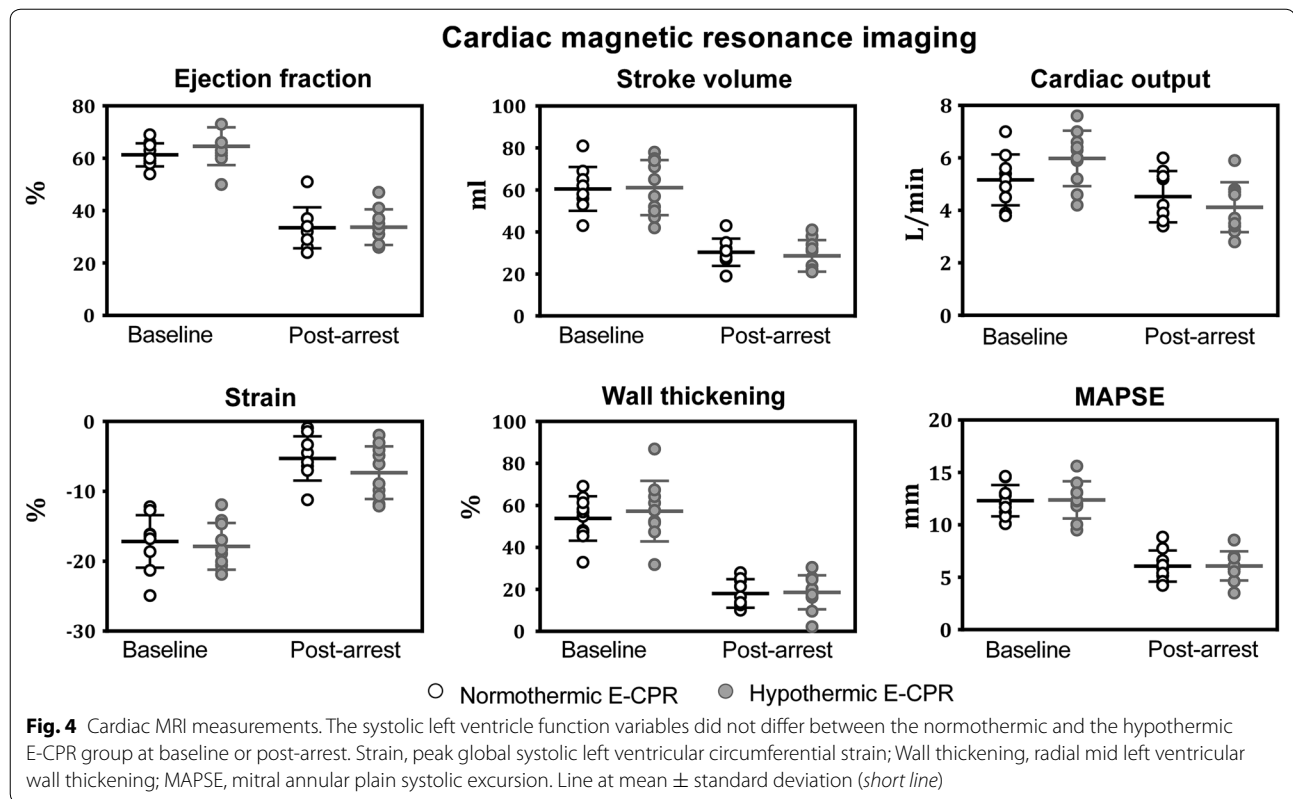 Cardiac magnetic resonance imaging
Ejection fraction
80
60
40
20
0
%
Baseline
Post-arrest
Stroke volume
100
80
60
40
20
0
ml
Baseline
Post-arrest
Cardiac output
8
6
4
2
0
L/min
Baseline
Post-arrest
Strain
0
-10
-20
-30
%
Baseline
Post-arrest
Wall thickening
100
80
60
40
20
0
%
Baseline
Post-arrest
MAPSE
20
15
10
5
0
mm
Baseline
Post-arrest
Normothermic E-CPR
Hypothermic E-CPR
Fig. 4 Cardiac MRI measurements. The systolic left ventricle function variables did not differ between the normothermic and the hypothermic
E-CPR group at baseline or post-arrest. Strain, peak global systolic left ventricular circumferential strain; Wall thickening, radial mid left ventricular
wall thickening; MAPSE, mitral annular plain systolic excursion. Line at mean ± standard deviation (short line)